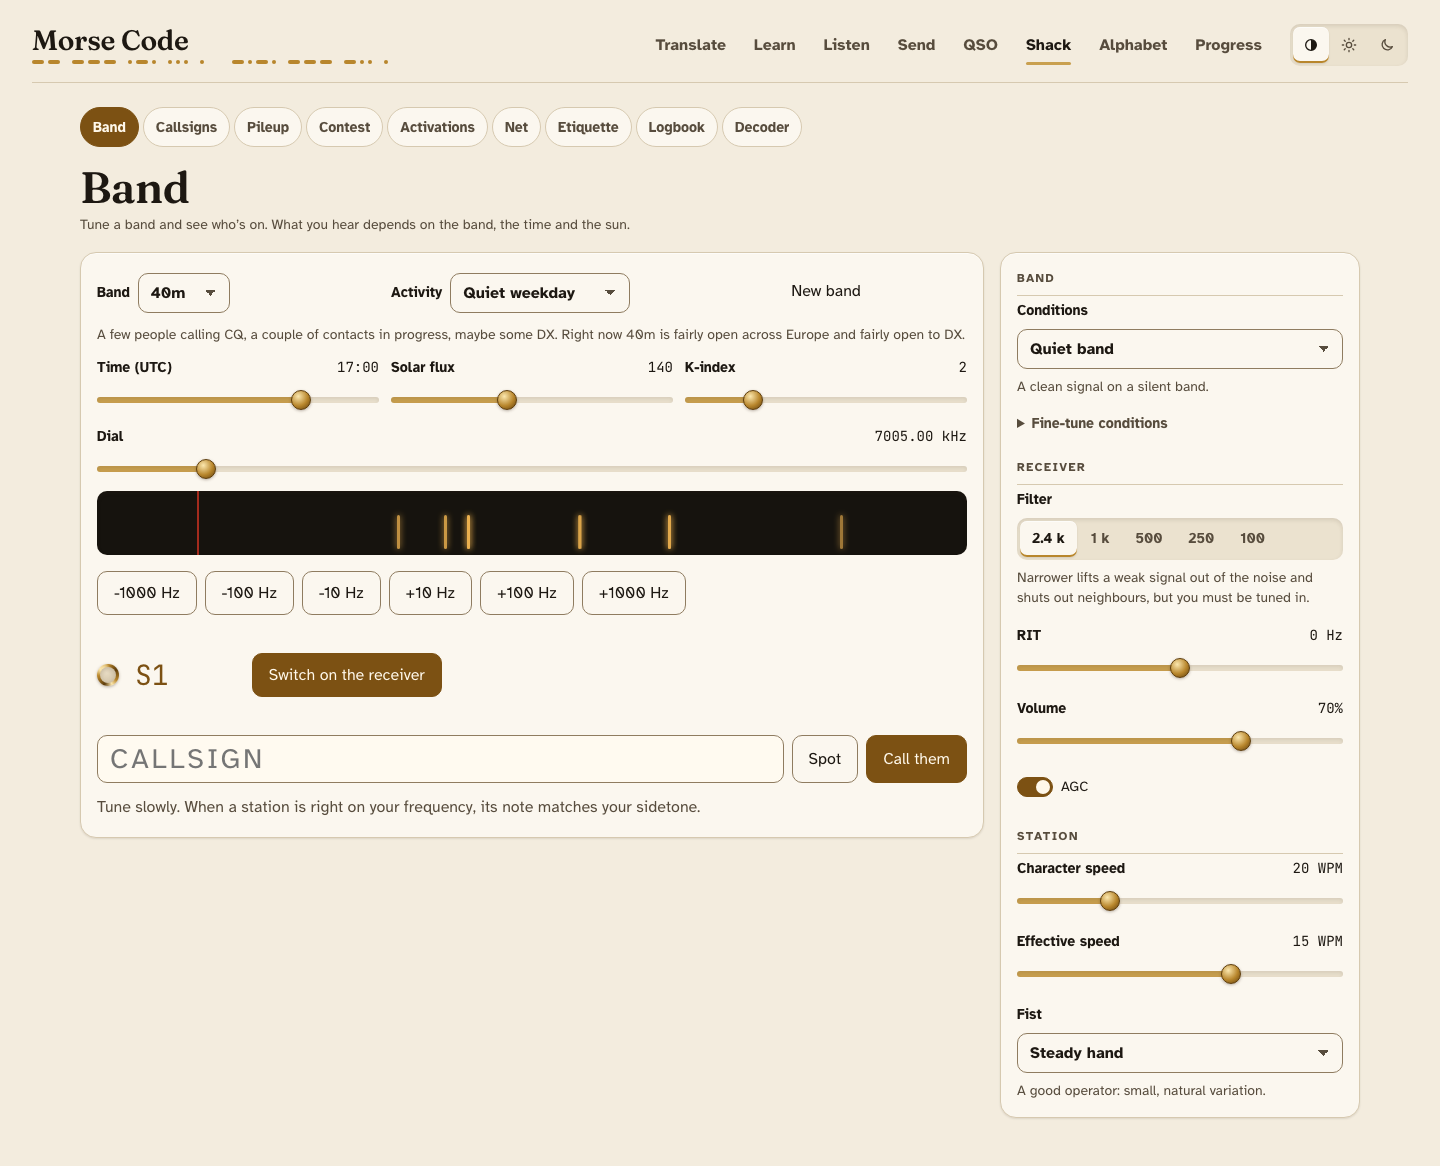 Morse Code
Translate Learn Listen Send QSO Shack Alphabet Progress
Band Callsigns Pileup Contest Activations Net Etiquette Logbook Decoder
Band
Tune a band and see who's on. What you hear depends on the band, the time and the sun.
Band 40m Activity Quiet weekday New band
A few people calling CQ, a couple of contacts in progress, maybe some DX. Right now 40m is fairly open across Europe and fairly open to DX.
Time (UTC) 17:00 Solar flux 140 K-index 2
Dial 7005.00 kHz
-1000 Hz -100 Hz -10 Hz +10 Hz +100 Hz +1000 Hz
S1 Switch on the receiver
CALLSIGN Spot Call them
Tune slowly. When a station is right on your frequency, its note matches your sidetone.
BAND
Conditions
Quiet band
A clean signal on a silent band.
Fine-tune conditions
RECEIVER
Filter
2.4 k 1 k 500 250 100
Narrower lifts a weak signal out of the noise and
shuts out neighbours, but you must be tuned in.
RIT 0 Hz
Volume 70%
AGC
STATION
Character speed 20 WPM
Effective speed 15 WPM
Fist
Steady hand
A good operator: small, natural variation.